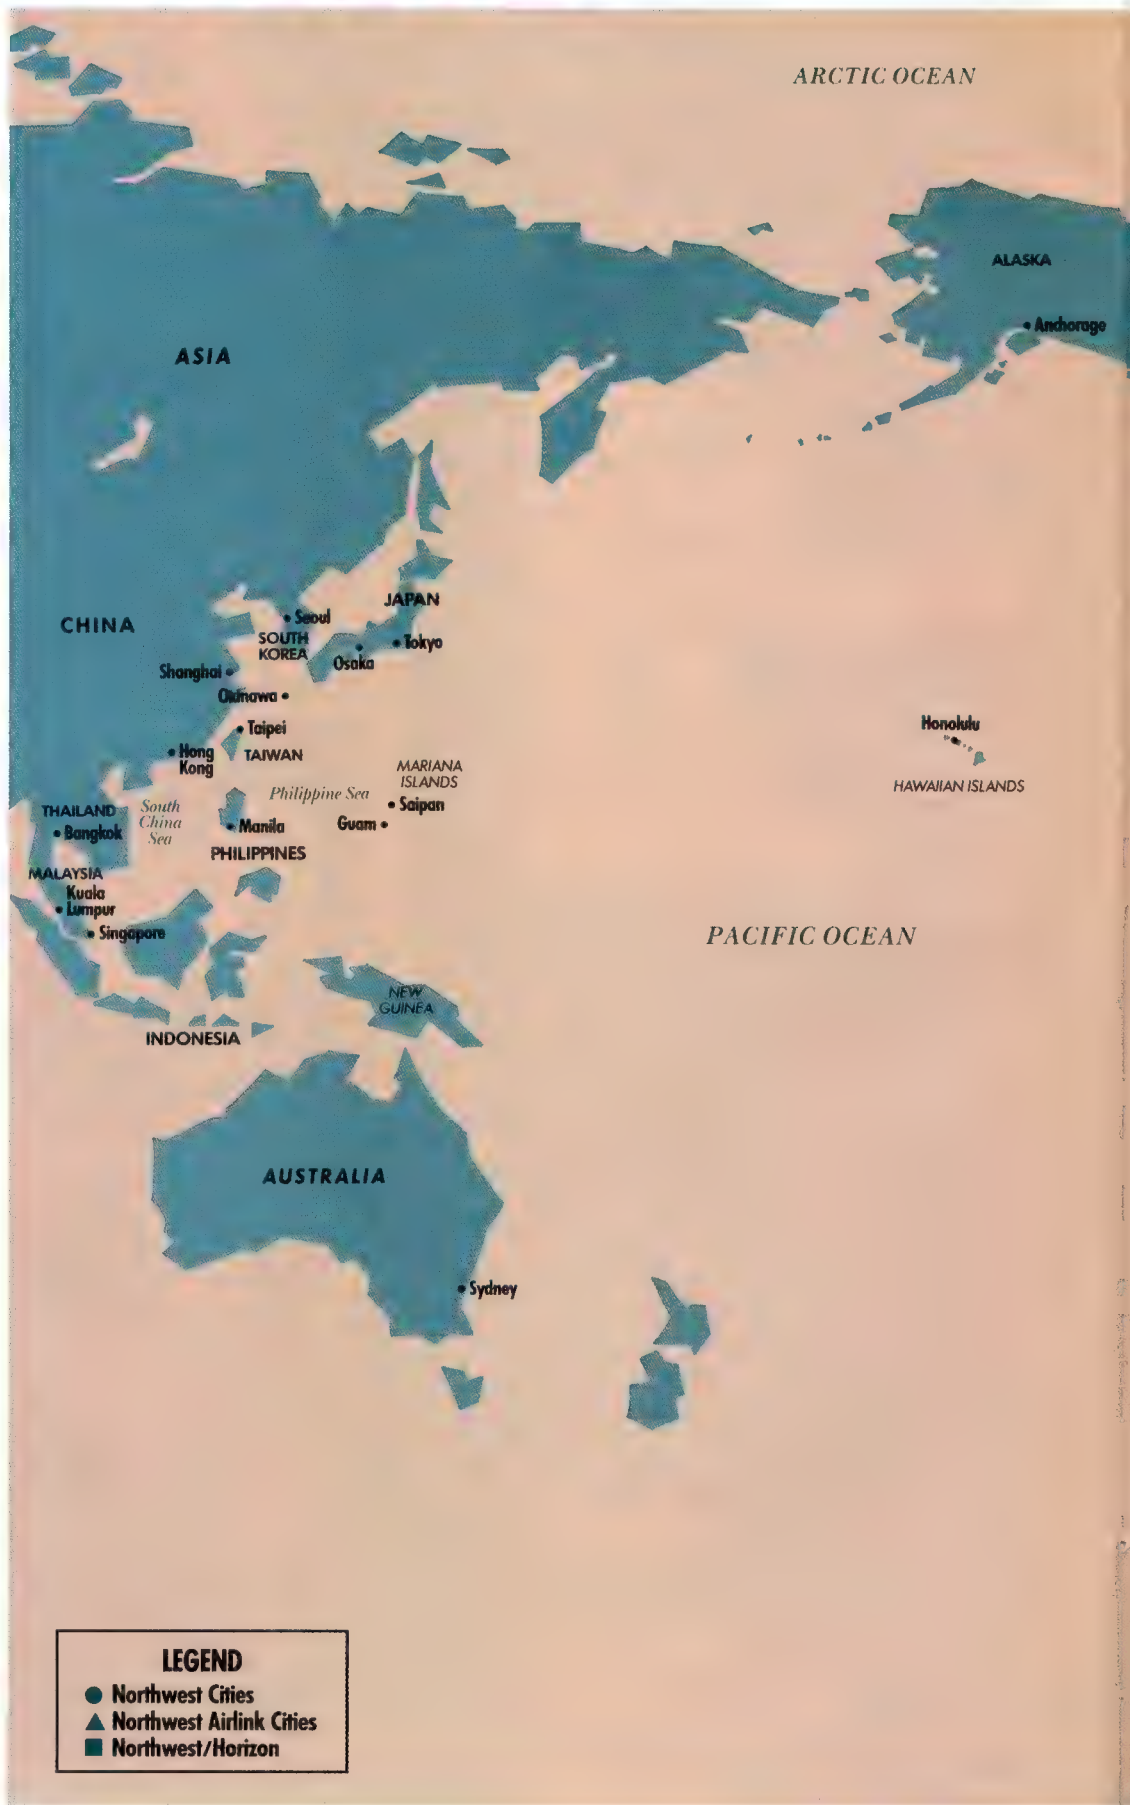 ARCTIC OCEAN
ALASKA
Anchorage
ASIA
CHINA
JAPAN
Seoul
SOUTH
KOREA
Tokyo
Osaka
Shanghai
Okinawa
Taipei
TAIWAN
Hong
Kong
Honolulu
HAWAIIAN ISLANDS
MARIANA
ISLANDS
Philippine Sea
Saipan
Guam
THAILAND
Bangkok
South
China
Sea
Manila
PHILIPPINES
MALAYSIA
Kuala
Lumpur
Singapore
PACIFIC OCEAN
NEW
GUINEA
INDONESIA
AUSTRALIA
Sydney
LEGEND
Northwest Cities
Northwest Airlink Cities
Northwest/Horizon